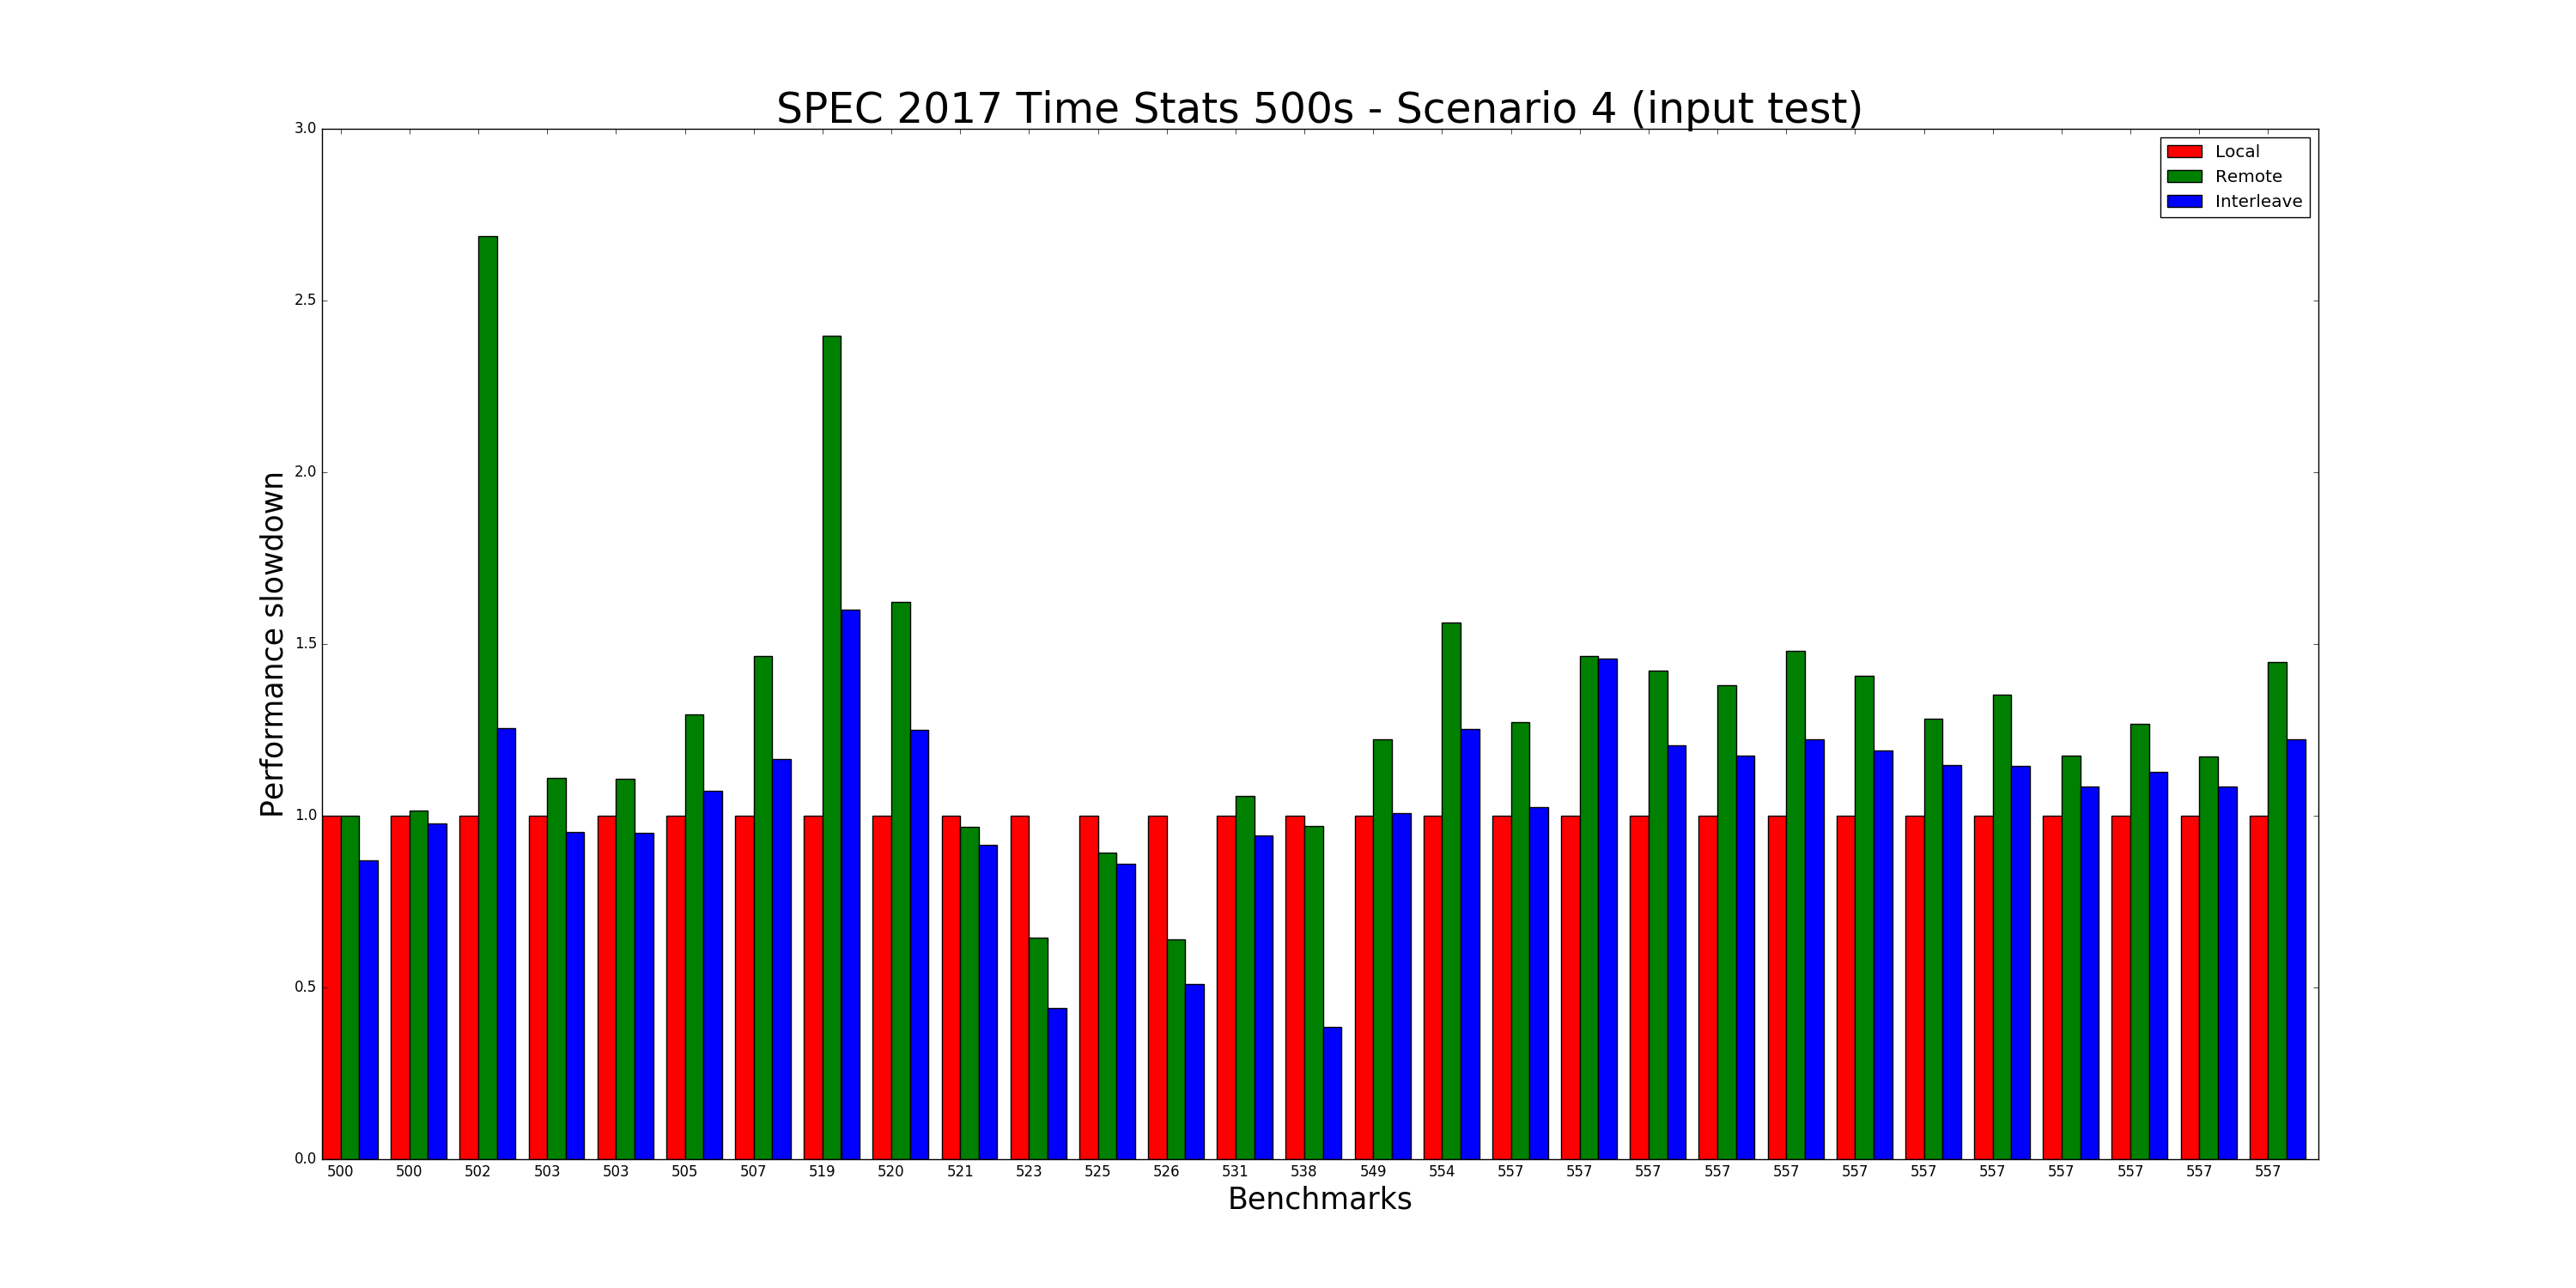 SPEC 2017 Time Stats 500s - Scenario 4 (input test)
Local
Remote
Interleave
Performance slowdown
3.0
2.5
2.0
1.5
1.0
0.5
0.0
500 500 502 503 503 505 507 519 520 521 523 525 526 531 538 549 554 557 557 557 557 557 557 557 557 557 557 557 557
Benchmarks